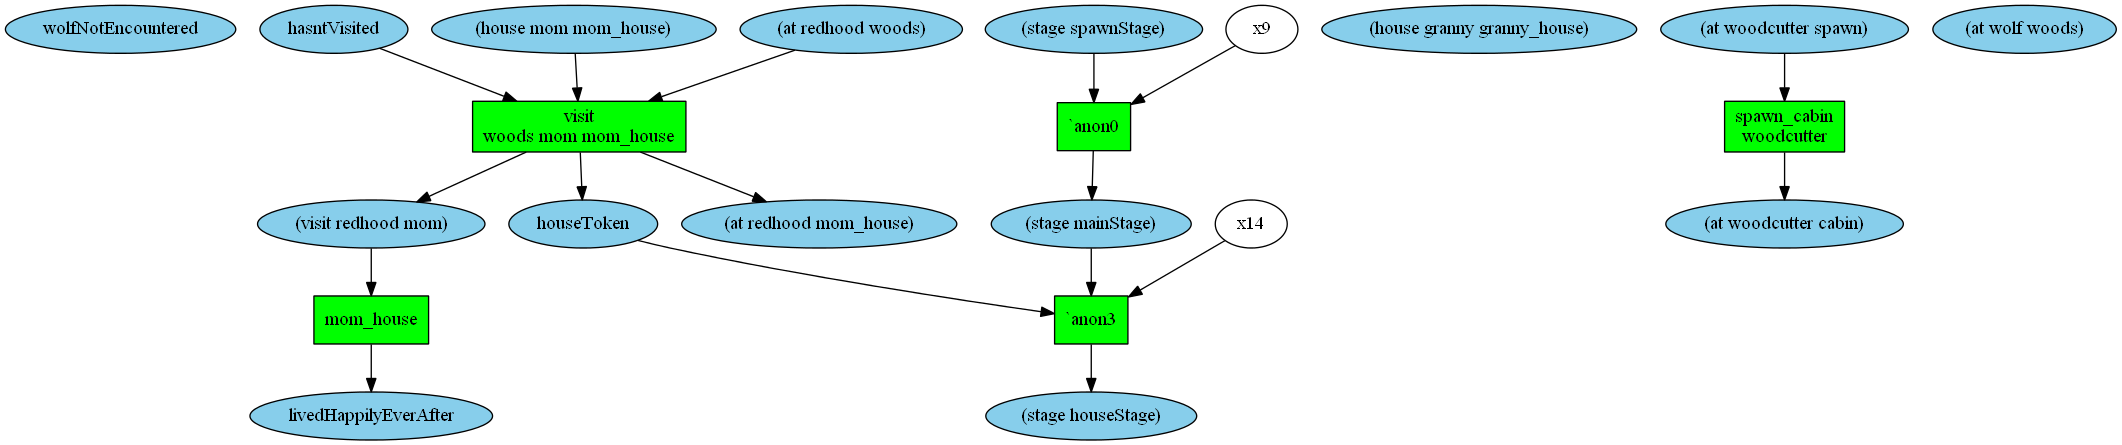 wolfNotEncountered
hasntVisited
(house mom mom_house)
(at redhood woods)
(stage spawnStage)
x9
(house granny granny_house)
(at woodcutter spawn)
(at wolf woods)
visit
woods mom mom_house
`anon0
spawn_cabin
woodcutter
(visit redhood mom)
houseToken
(at redhood mom_house)
(stage mainStage)
x14
(at woodcutter cabin)
mom_house
`anon3
livedHappilyEverAfter
(stage houseStage)